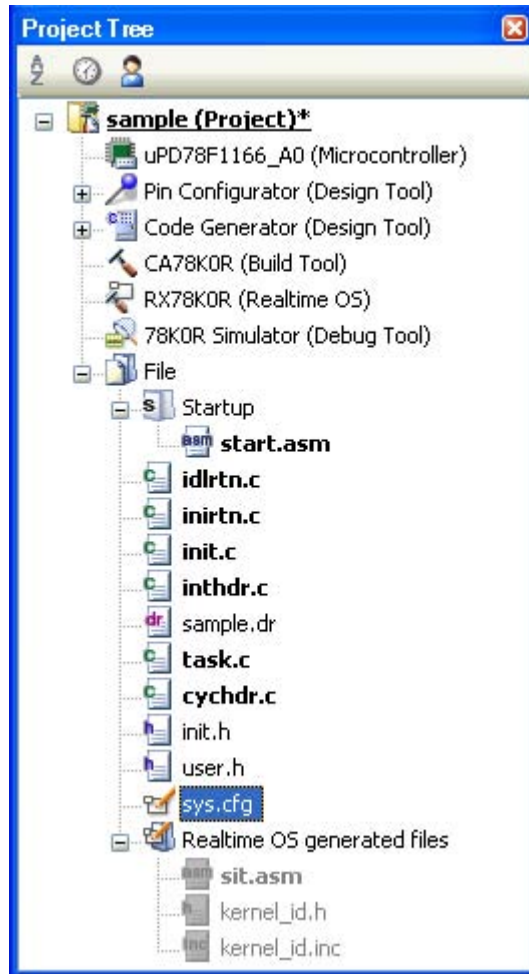 Project Tree
sample (Project)*
uPD78F1166_A0 (Microcontroller)
Pin Configurator (Design Tool)
Code Generator (Design Tool)
CA78K0R (Build Tool)
RX78K0R (Realtime OS)
78K0R Simulator (Debug Tool)
File
Startup
start.asm
idlrtn.c
inirtn.c
init.c
inthdr.c
sample.dr
task.c
cychdr.c
init.h
user.h
sys.cfg
Realtime OS generated files
sit.asm
kernel_id.h
kernel_id.inc